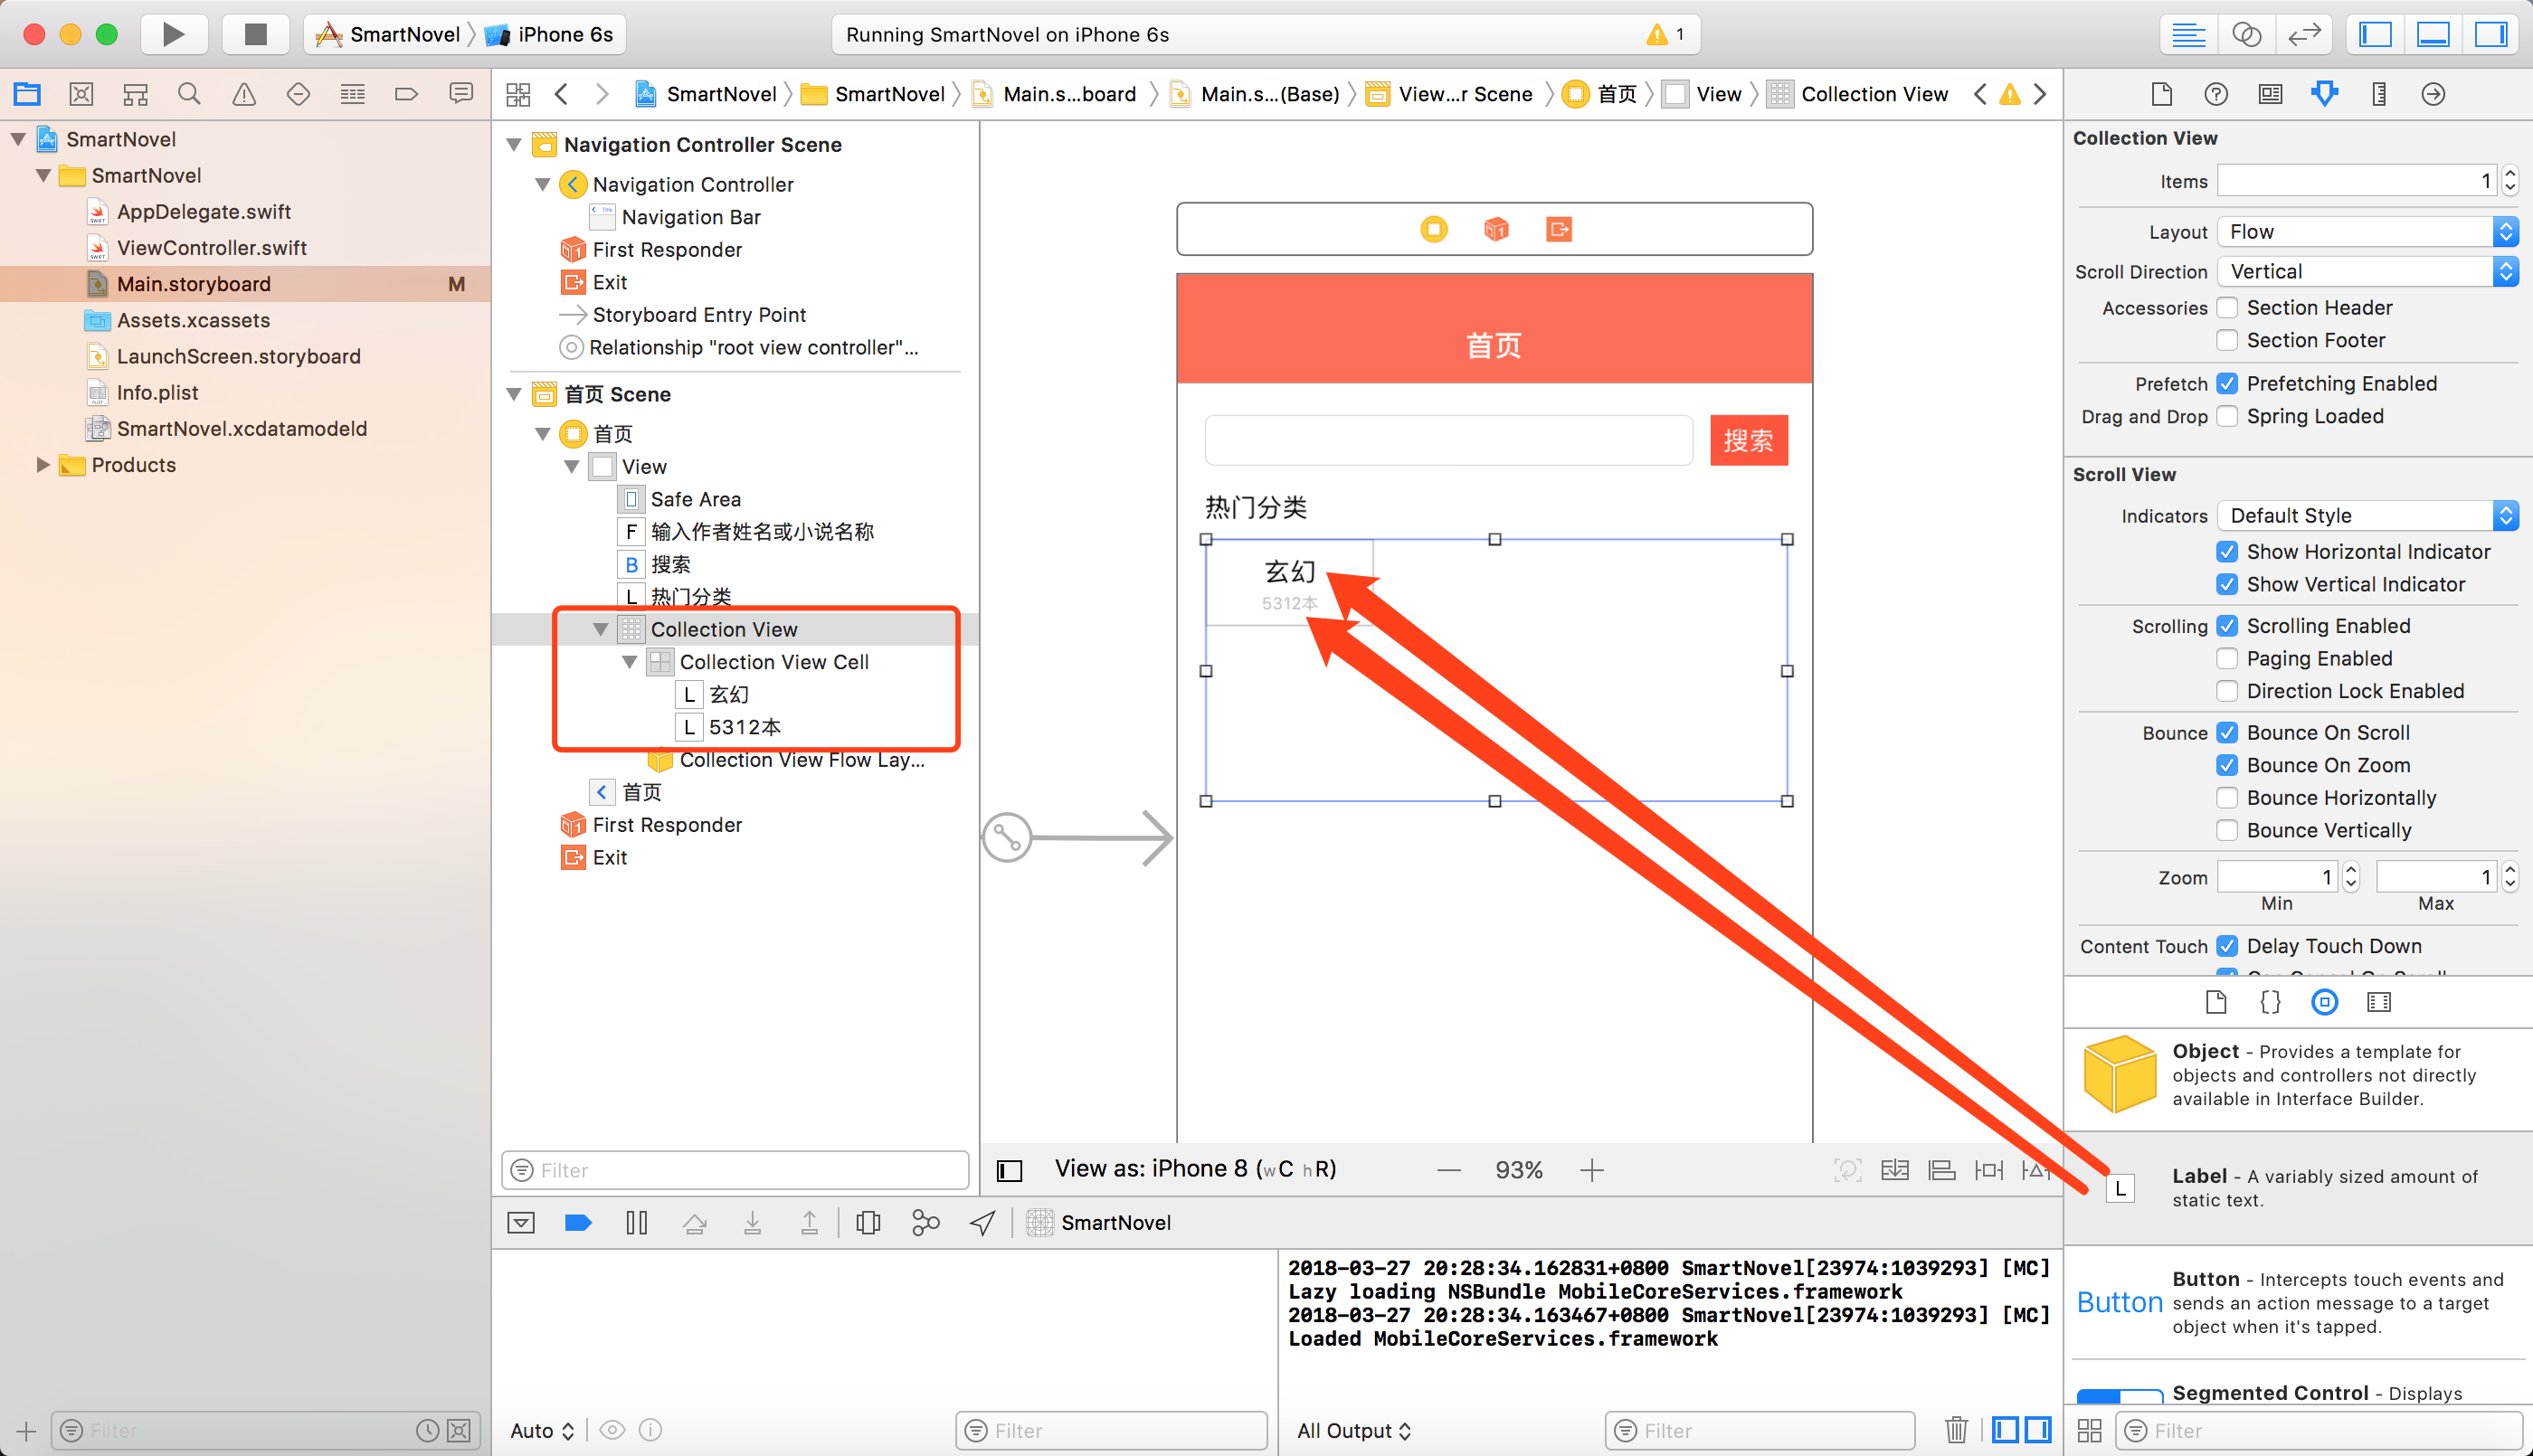 SmartNovel
iPhone 6s
Running SmartNovel on iPhone 6s
1
SmartNovel
SmartNovel
AppDelegate.swift
ViewController.swift
Main.storyboard
M
Assets.xcassets
LaunchScreen.storyboard
Info.plist
SmartNovel.xcdatamodeld
Products
Filter
SmartNovel
SmartNovel
Main.s...board
Main.s...(Base)
View...r Scene
首页
View
Collection View
Navigation Controller Scene
Navigation Controller
Navigation Bar
First Responder
Exit
Storyboard Entry Point
Relationship "root view controller"...
首页 Scene
首页
View
Safe Area
F 输入作者姓名或小说名称
B 搜索
L 热门分类
Collection View
Collection View Cell
L 玄幻
L 5312本
Collection View Flow Lay...
首页
First Responder
Exit
Filter
首页
搜索
热门分类
玄幻
5312本
View as: iPhone 8 (wC hR)
93%
SmartNovel
2018-03-27 20:28:34.162831+0800 SmartNovel[23974:1039293] [MC]
Lazy loading NSBundle MobileCoreServices.framework
2018-03-27 20:28:34.163467+0800 SmartNovel[23974:1039293] [MC]
Loaded MobileCoreServices.framework
Auto
Filter
All Output
Filter
Collection View
Items 1
Layout Flow
Scroll Direction Vertical
Accessories Section Header
Section Footer
Prefetch Prefetching Enabled
Drag and Drop Spring Loaded
Scroll View
Indicators Default Style
Show Horizontal Indicator
Show Vertical Indicator
Scrolling Scrolling Enabled
Paging Enabled
Direction Lock Enabled
Bounce Bounce On Scroll
Bounce On Zoom
Bounce Horizontally
Bounce Vertically
Zoom 1 1
Min Max
Content Touch Delay Touch Down
Object - Provides a template for
objects and controllers not directly
available in Interface Builder.
L
Label - A variably sized amount of
static text.
Button
Button - Intercepts touch events and
sends an action message to a target
object when it's tapped.
Segmented Control - Displays
Filter